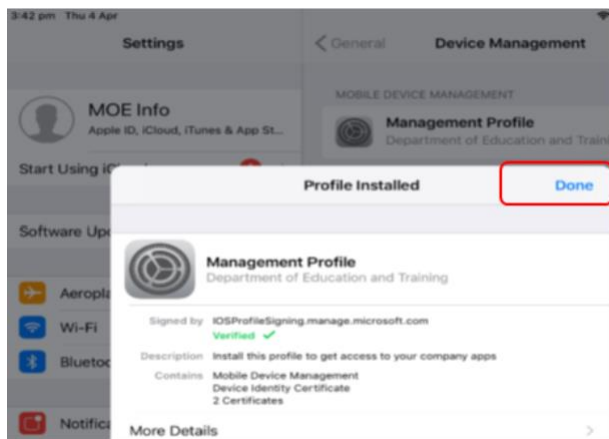 3:42 pm Thu 4 Apr
Settings
General
Device Management
MOBILE DEVICE MANAGEMENT
MOE Info
Apple ID, iCloud, iTunes & App St...
Management Profile
Department of Education and Train
Start Using
Profile Installed
Done
Software Upd
Management Profile
Department of Education and Training
Aeropla
Signed by IOSProfileSigning.manage.microsoft.com
Verified ✓
Wi-Fi
Description Install this profile to get access to your company apps
Bluetoo
Contains Mobile Device Management
Device Identity Certificate
2 Certificates
Notifica
More Details